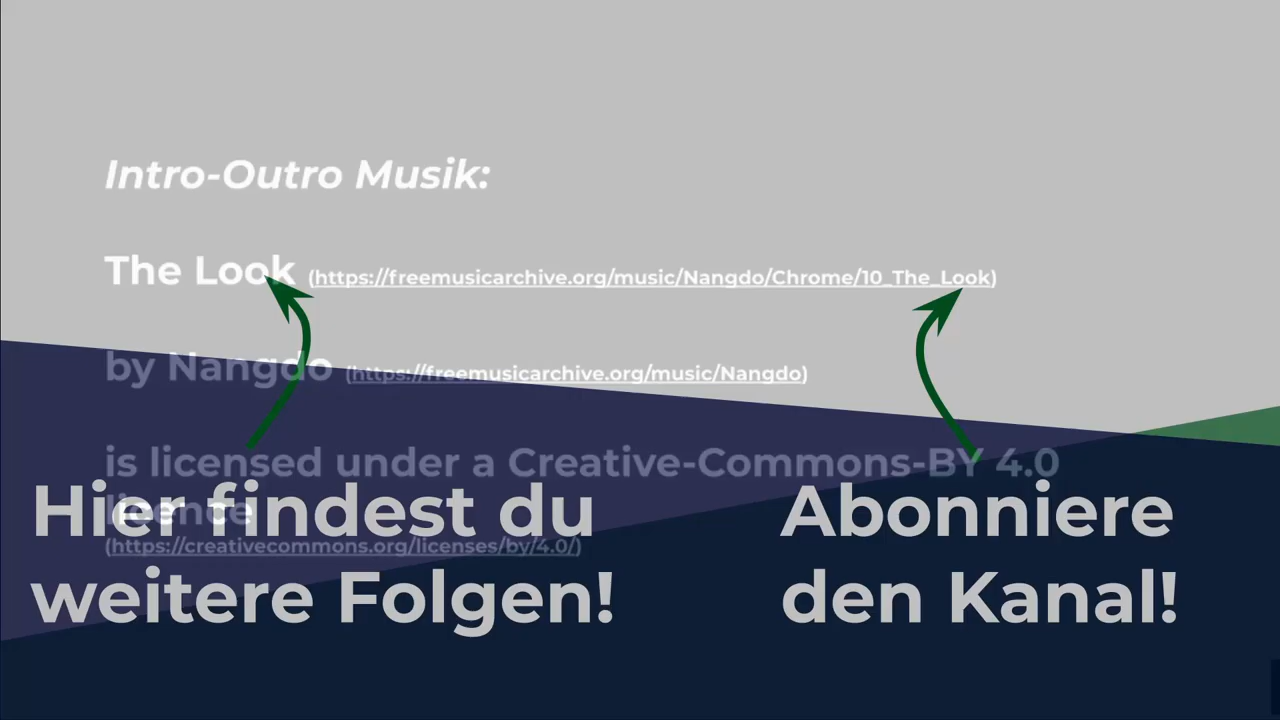 Intro-Outro Musik:
The Look (https://freemusicarchive.org/music/Nangdo/Chrome/10_The_Look)
by Nangdo (https://freemusicarchive.org/music/Nangdo)
is licensed under a Creative-Commons-BY 4.0
licence
(https://creativecommons.org/licenses/by/4.0/)
Hier findest du
weitere Folgen!
Abonniere
den Kanal!